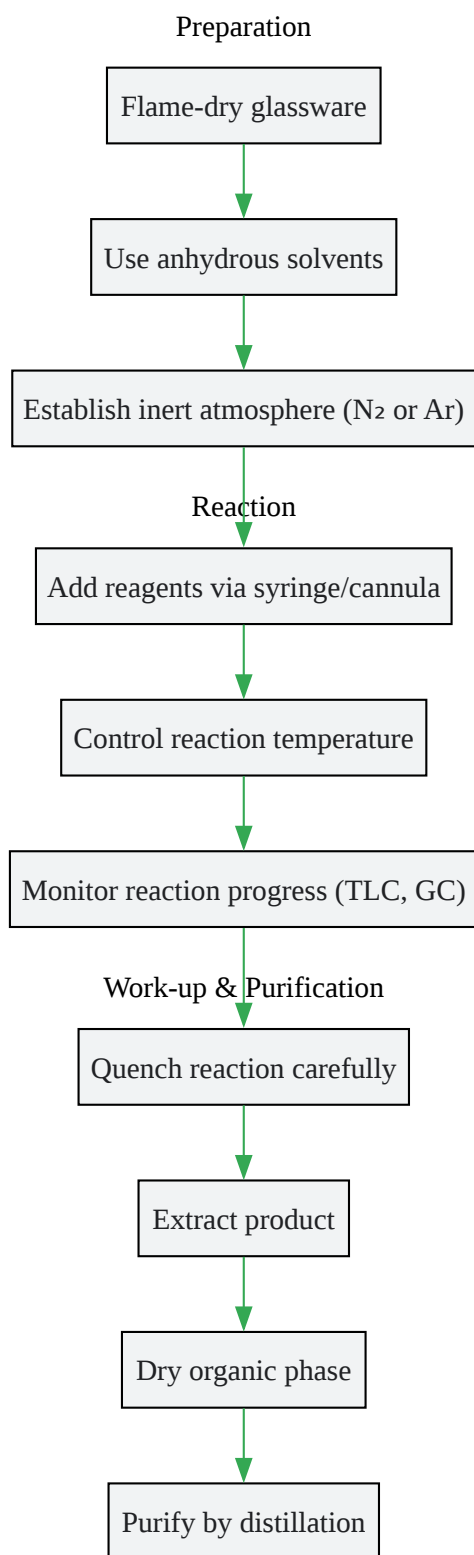 Preparation
Flame-dry glassware
Use anhydrous solvents
Establish inert atmosphere (N₂ or Ar)
Reaction
Add reagents via syringe/cannula
Control reaction temperature
Monitor reaction progress (TLC, GC)
Work-up & Purification
Quench reaction carefully
Extract product
Dry organic phase
Purify by distillation